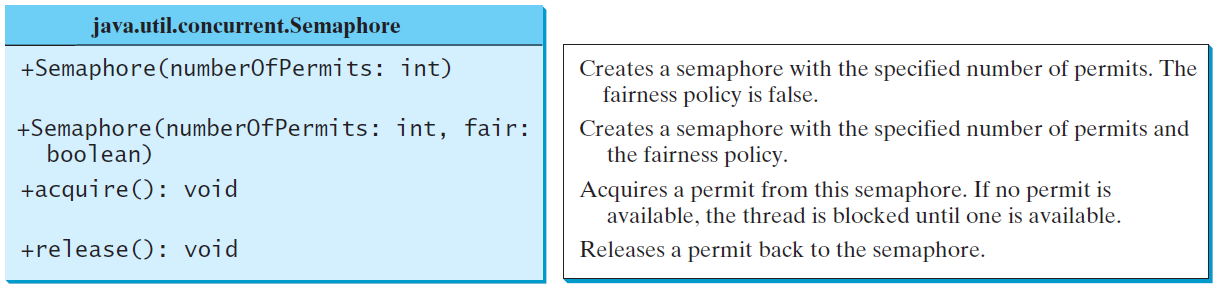 java.util.concurrent.Semaphore
+Semaphore(numberOfPermits: int)
+Semaphore(numberOfPermits: int, fair:
boolean)
+acquire(): void
+release(): void
Creates a semaphore with the specified number of permits. The
fairness policy is false.
Creates a semaphore with the specified number of permits and
the fairness policy.
Acquires a permit from this semaphore. If no permit is
available, the thread is blocked until one is available.
Releases a permit back to the semaphore.